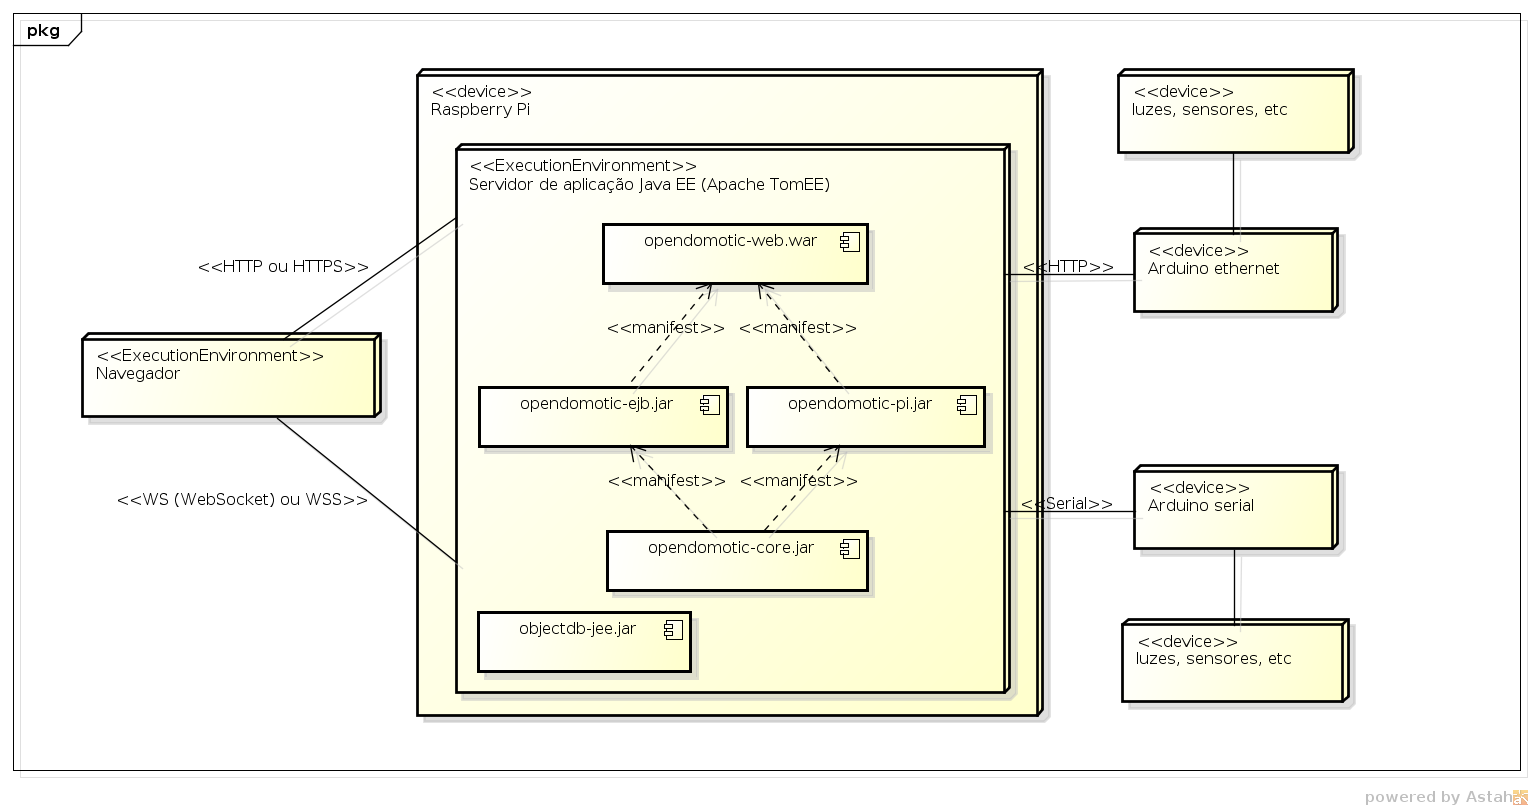 pkg
<<device>>
Raspberry Pi
<<ExecutionEnvironment>>
Servidor de aplicação Java EE (Apache TomEE)
opendomotic-web.war
<<manifest>>
<<manifest>>
opendomotic-ejb.jar
opendomotic-pi.jar
<<manifest>>
<<manifest>>
opendomotic-core.jar
objectdb-jee.jar
<<HTTP ou HTTPS>>
<<ExecutionEnvironment>>
Navegador
<<WS (WebSocket) ou WSS>>
<<device>>
luzes, sensores, etc
<<HTTP>>
<<device>>
Arduino ethernet
<<Serial>>
<<device>>
Arduino serial
<<device>>
luzes, sensores, etc
powered by Astah